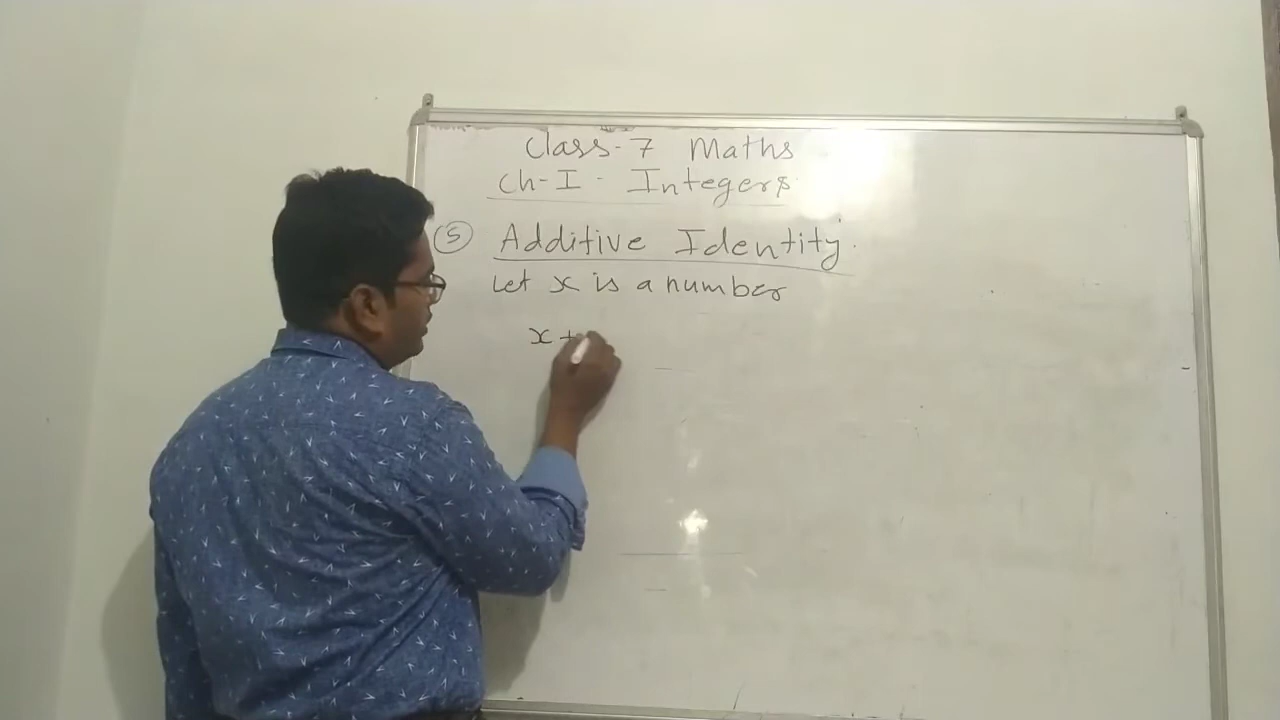 Class-7 Maths
Ch-I - Integers
5 Additive Identity.
Let x is a number
x +